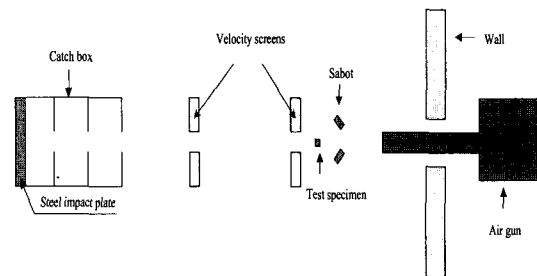 Velocity screens
Wall
Catch box
Sabot
Steel impact plate
Test specimen
Air gun